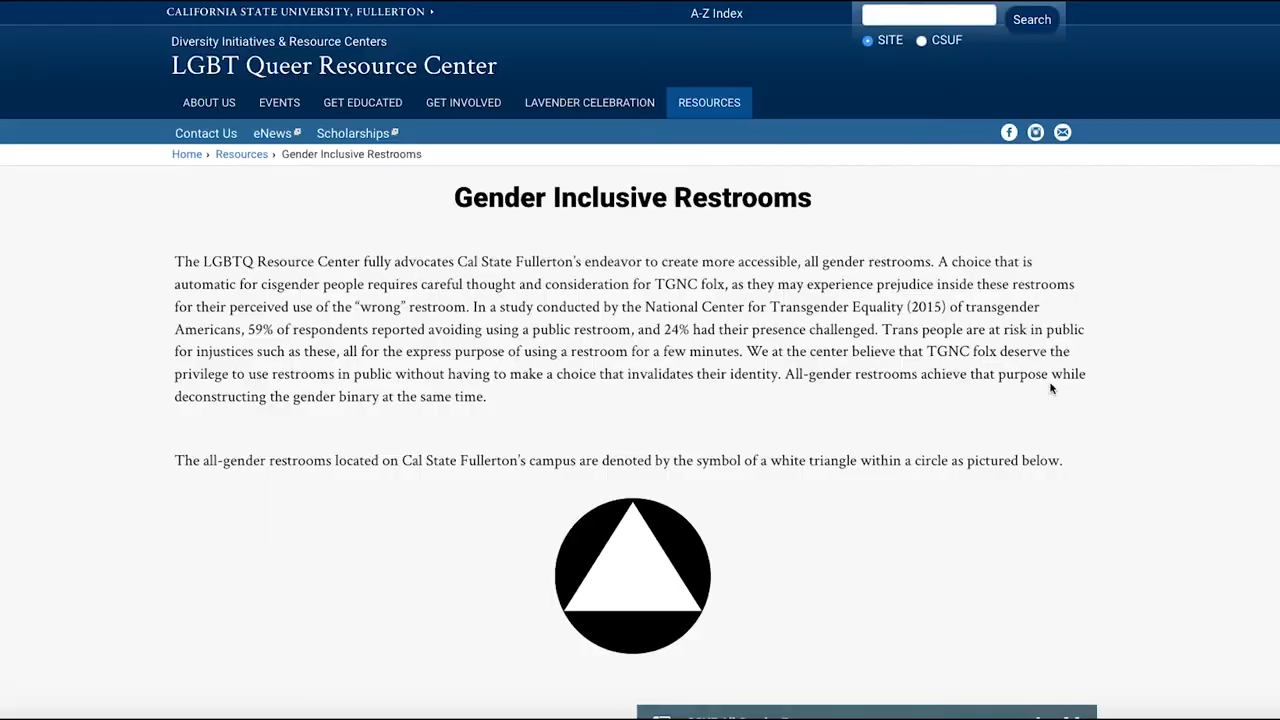 CALIFORNIA STATE UNIVERSITY, FULLERTON
A-Z Index
Search
SITE CSUF
Diversity Initiatives & Resource Centers
LGBT Queer Resource Center
ABOUT US EVENTS GET EDUCATED GET INVOLVED LAVENDER CELEBRATION RESOURCES
Contact Us eNews Scholarships
Home › Resources › Gender Inclusive Restrooms
Gender Inclusive Restrooms
The LGBTQ Resource Center fully advocates Cal State Fullerton’s endeavor to create more accessible, all gender restrooms. A choice that is
automatic for cisgender people requires careful thought and consideration for TGNC folx, as they may experience prejudice inside these restrooms
for their perceived use of the “wrong” restroom. In a study conducted by the National Center for Transgender Equality (2015) of transgender
Americans, 59% of respondents reported avoiding using a public restroom, and 24% had their presence challenged. Trans people are at risk in public
for injustices such as these, all for the express purpose of using a restroom for a few minutes. We at the center believe that TGNC folx deserve the
privilege to use restrooms in public without having to make a choice that invalidates their identity. All-gender restrooms achieve that purpose while
deconstructing the gender binary at the same time.
The all-gender restrooms located on Cal State Fullerton’s campus are denoted by the symbol of a white triangle within a circle as pictured below.